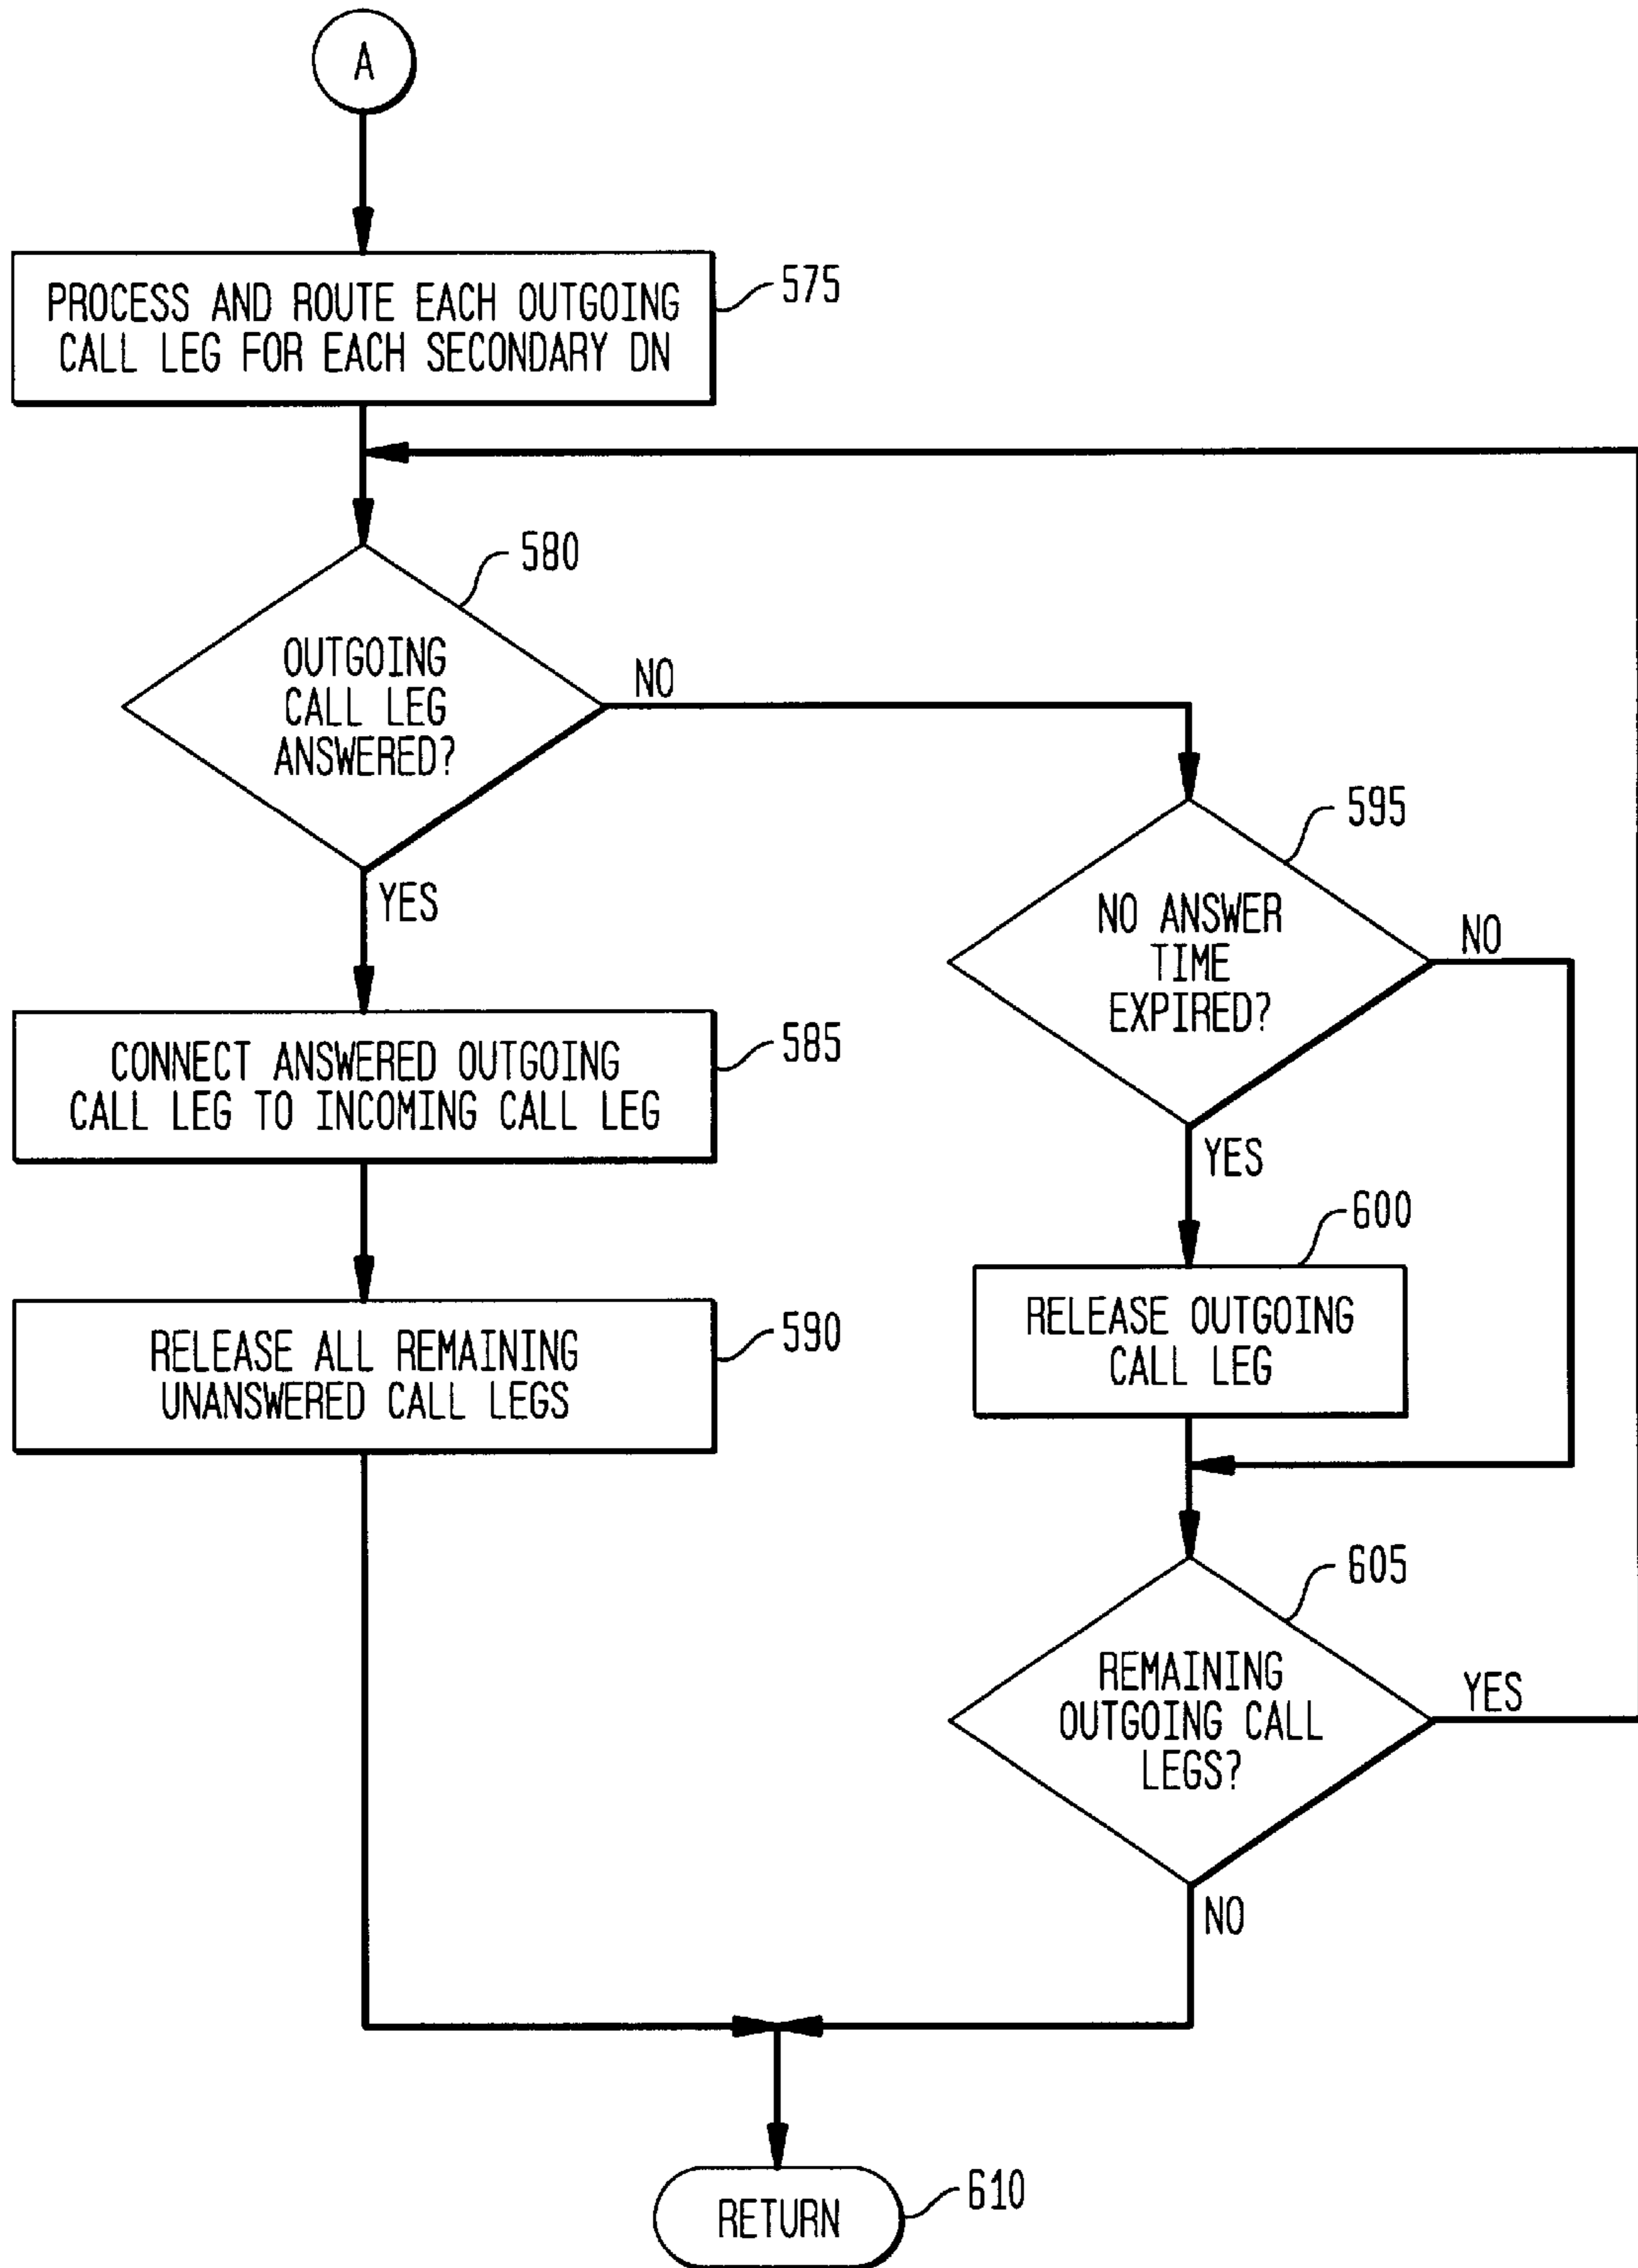 A
PROCESS AND ROUTE EACH OUTGOING
CALL LEG FOR EACH SECONDARY DN
575
580
OUTGOING
CALL LEG
ANSWERED?
NO
YES
595
NO ANSWER
TIME
EXPIRED?
NO
YES
CONNECT ANSWERED OUTGOING
CALL LEG TO INCOMING CALL LEG
585
600
RELEASE OUTGOING
CALL LEG
RELEASE ALL REMAINING
UNANSWERED CALL LEGS
590
605
REMAINING
OUTGOING CALL
LEGS?
YES
NO
RETURN
610